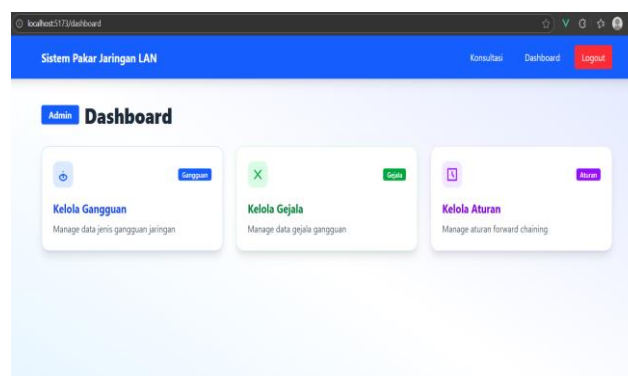 localhost:5173/dashboard
Sistem Pakar Jaringan LAN
Konsultasi
Dashboard
Logout
Admin Dashboard
Gangguan
Kelola Gangguan
Manage data jenis gangguan jaringan
Gejala
Kelola Gejala
Manage data gejala gangguan
Aturan
Kelola Aturan
Manage aturan forward chaining